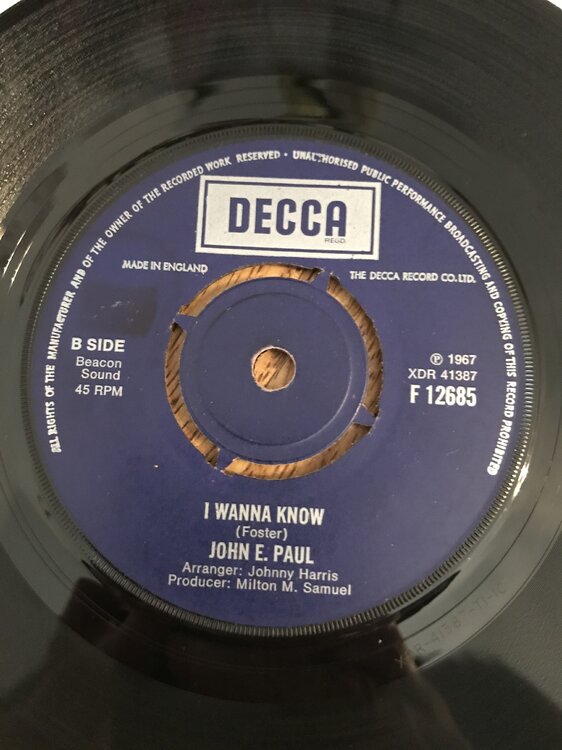 ALL RIGHTS OF THE MANUFACTURER AND OF THE OWNER OF THE RECORDED WORK RESERVED • UNAUTHORISED PUBLIC PERFORMANCE BROADCASTING AND COPYING OF THIS RECORD PROHIBITED
DECCA
REGD.
MADE IN ENGLAND
THE DECCA RECORD CO. LTD.
B SIDE
Beacon
Sound
45 RPM
℗ 1967
XDR 41387
F 12685
I WANNA KNOW
(Foster)
JOHN E. PAUL
Arranger: Johnny Harris
Producer: Milton M. Samuel